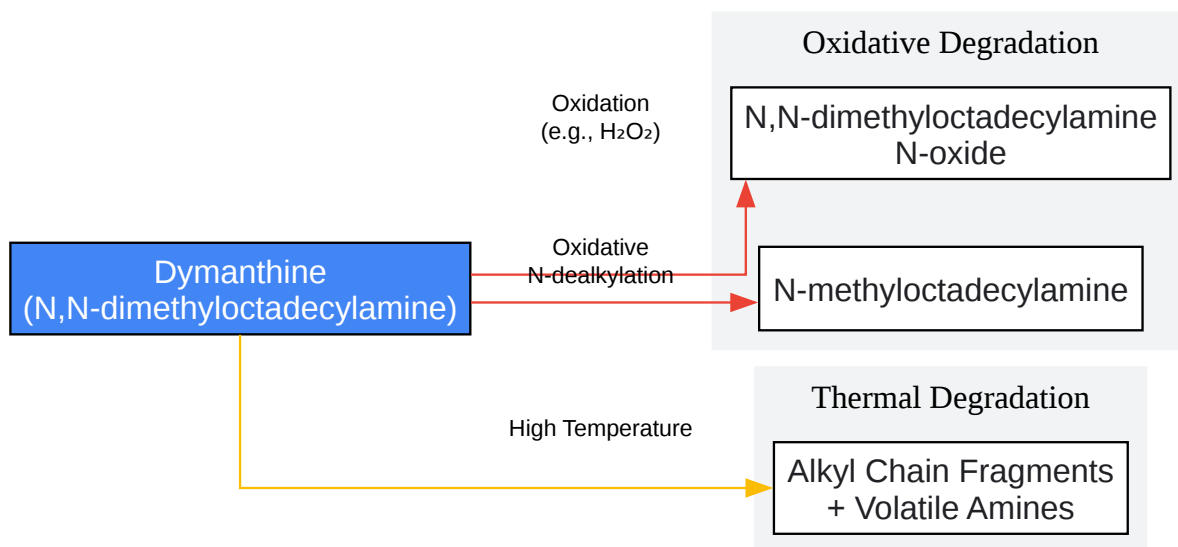 Oxidative Degradation
Oxidation
(e.g., H₂O₂)
N,N-dimethyloctadecylamine
N-oxide
Oxidative
N-dealkylation
Dymanthine
(N,N-dimethyloctadecylamine)
N-methyloctadecylamine
Thermal Degradation
High Temperature
Alkyl Chain Fragments
+ Volatile Amines